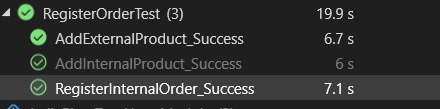 RegisterOrderTest (3) 19.9 s
AddExternalProduct_Success 6.7 s
AddInternalProduct_Success 6 s
RegisterInternalOrder_Success 7.1 s